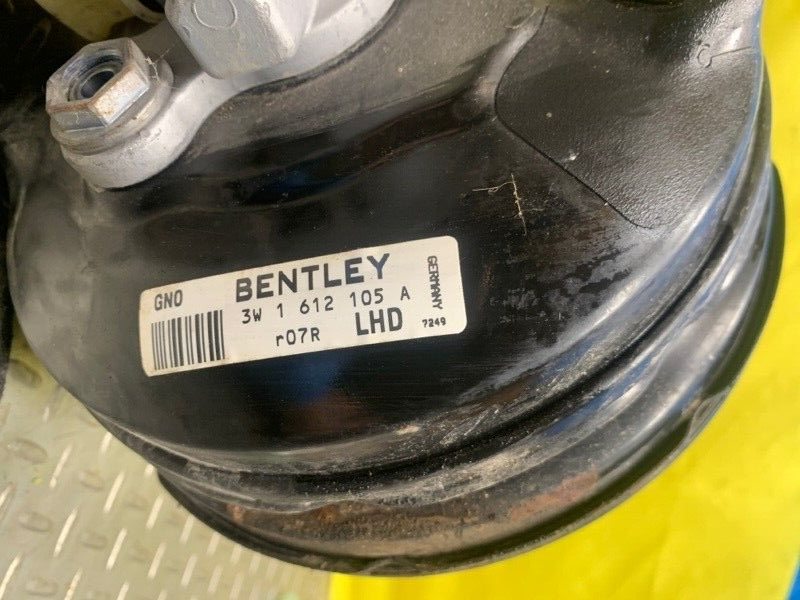 GNO
BENTLEY
3W 1 612 105 A
r07R
LHD
GERMANY
7249